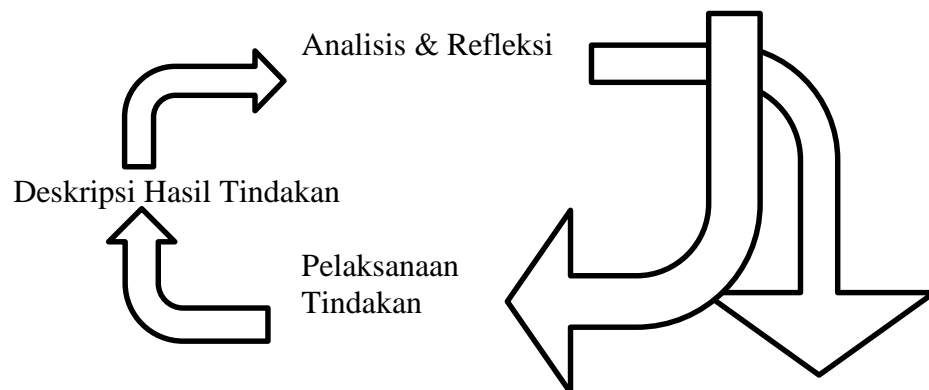 Analisis & Refleksi
Deskripsi Hasil Tindakan
Pelaksanaan
Tindakan